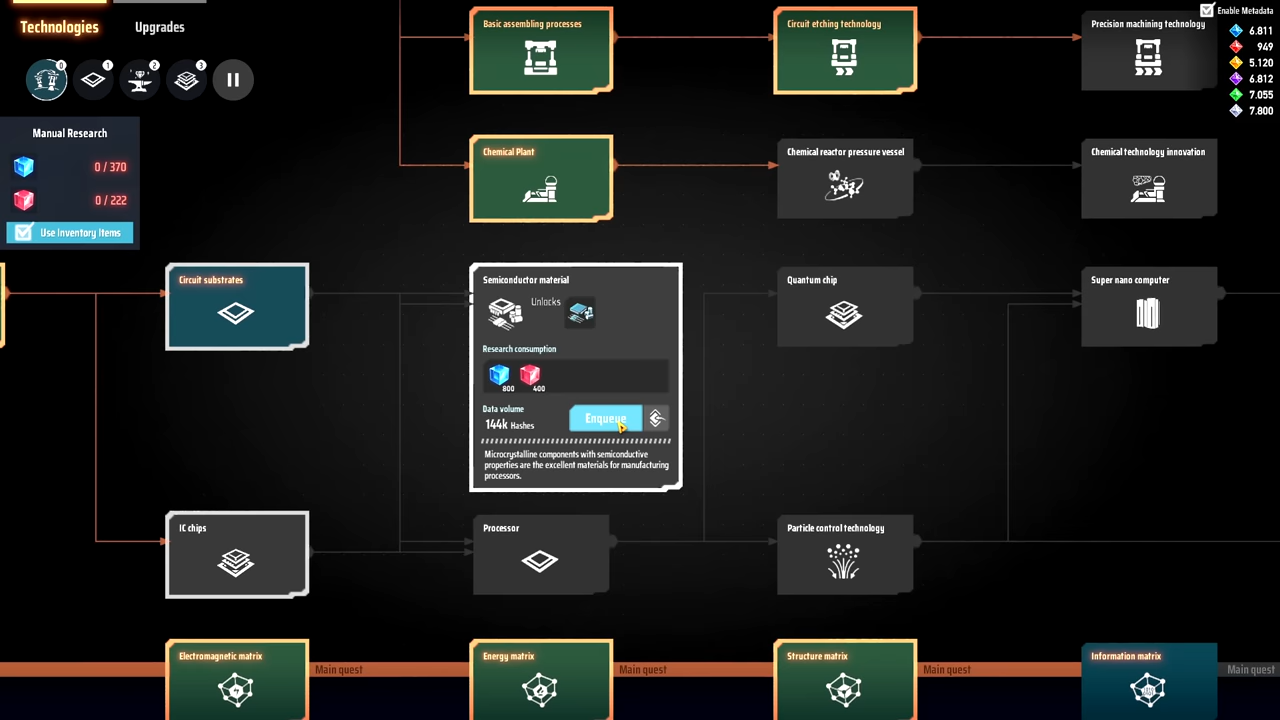 Technologies
Upgrades
0
1
2
3
Enable Metadata
6.811
949
5.120
6.812
7.055
7.800
Manual Research
0 / 370
0 / 222
Use Inventory Items
Basic assembling processes
Circuit etching technology
Precision machining technology
Chemical Plant
Chemical reactor pressure vessel
Chemical technology innovation
Circuit substrates
Semiconductor material
Unlocks
Research consumption
800
400
Data volume
144k Hashes
Enqueue
Microcrystalline components with semiconductive
properties are the excellent materials for manufacturing
processors.
Quantum chip
Super nano computer
IC chips
Processor
Particle control technology
Electromagnetic matrix
Main quest
Energy matrix
Main quest
Structure matrix
Main quest
Information matrix
Main quest